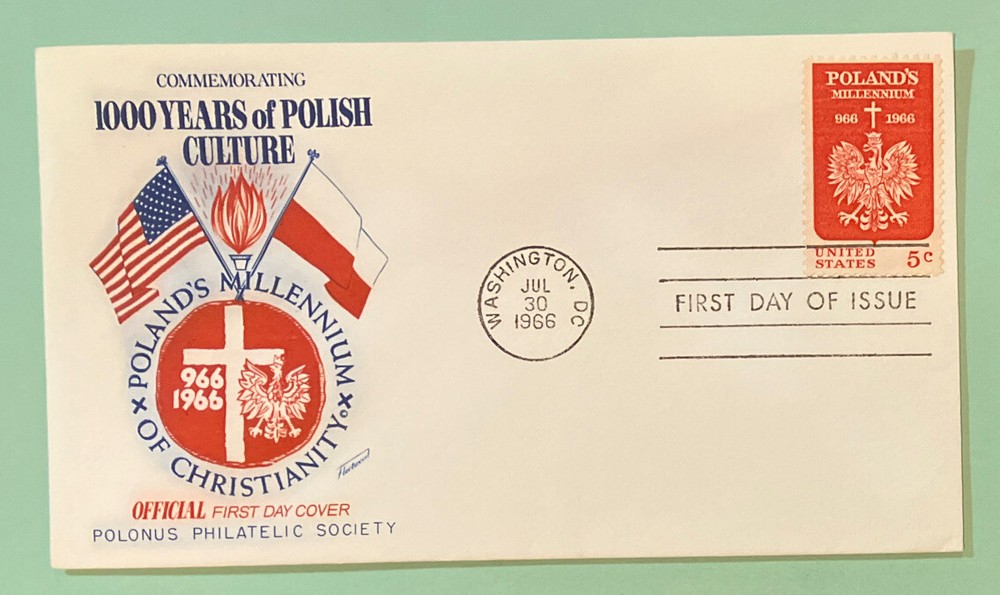 COMMEMORATING
1000 YEARS of POLISH
CULTURE
POLAND'S MILLENNIUM
OF CHRISTIANITY
966
1966
Fleetwood
OFFICIAL FIRST DAY COVER
POLONUS PHILATELIC SOCIETY
WASHINGTON, DC
JUL
30
1966
POLAND'S
MILLENNIUM
966 1966
UNITED
STATES 5c
FIRST DAY OF ISSUE